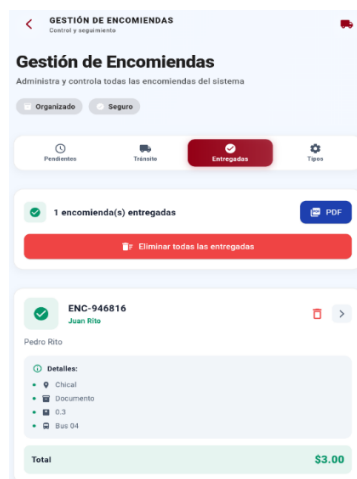 GESTIÓN DE ENCOMIENDAS
Control y seguimiento
Gestión de Encomiendas
Administra y controla todas las encomiendas del sistema
Organizado
Seguro
Pendientes
Tránsito
Entregadas
Tipos
1 encomienda(s) entregadas
PDF
Eliminar todas las entregadas
ENC-946816
Juan Rito
Pedro Rito
Detalles:
Chical
Documento
0.3
Bus 04
Total
$3.00